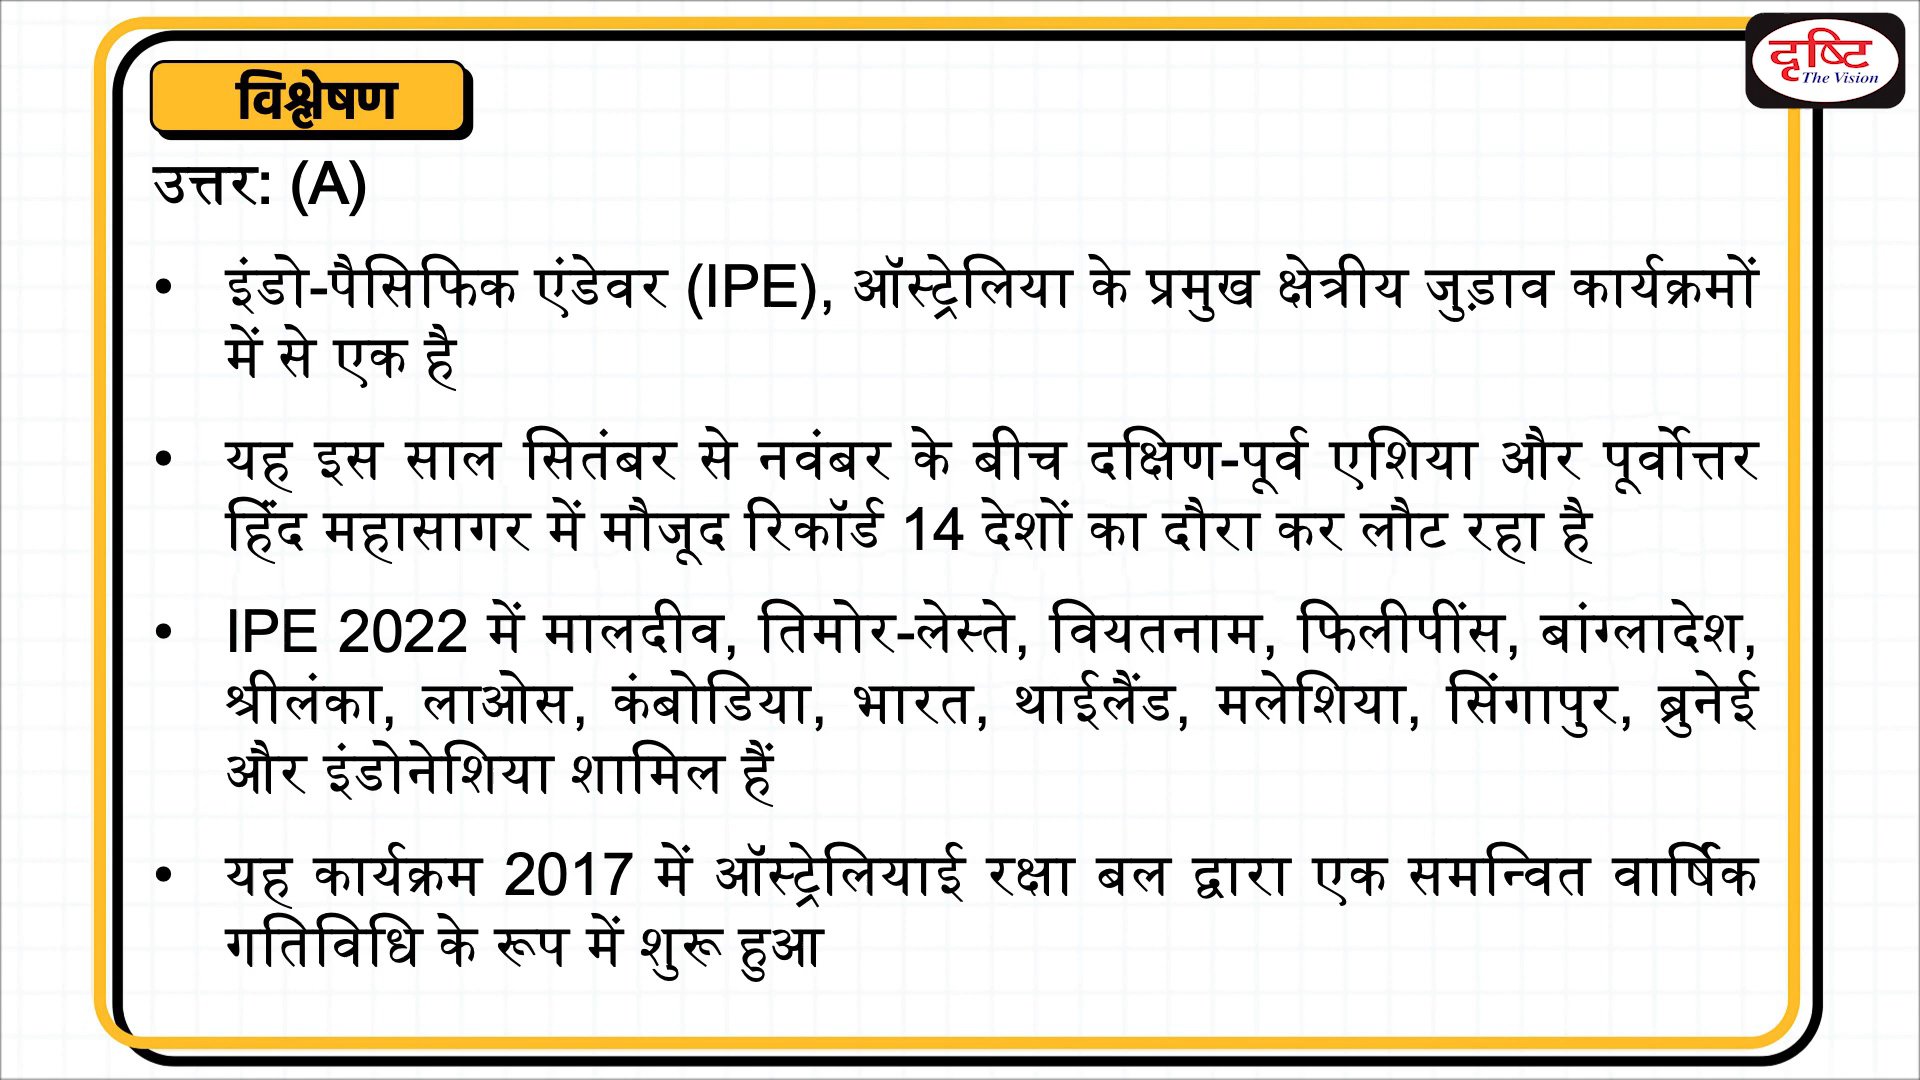 दृष्टि
The Vision
विश्लेषण
उत्तर: (A)
• इंडो-पैसिफिक एंडेवर (IPE), ऑस्ट्रेलिया के प्रमुख क्षेत्रीय जुड़ाव कार्यक्रमों
में से एक है
• यह इस साल सितंबर से नवंबर के बीच दक्षिण-पूर्व एशिया और पूर्वोत्तर
हिंद महासागर में मौजूद रिकॉर्ड 14 देशों का दौरा कर लौट रहा है
• IPE 2022 में मालदीव, तिमोर-लेस्ते, वियतनाम, फिलीपींस, बांग्लादेश,
श्रीलंका, लाओस, कंबोडिया, भारत, थाईलैंड, मलेशिया, सिंगापुर, ब्रुनेई
और इंडोनेशिया शामिल हैं
• यह कार्यक्रम 2017 में ऑस्ट्रेलियाई रक्षा बल द्वारा एक समन्वित वार्षिक
गतिविधि के रूप में शुरू हुआ